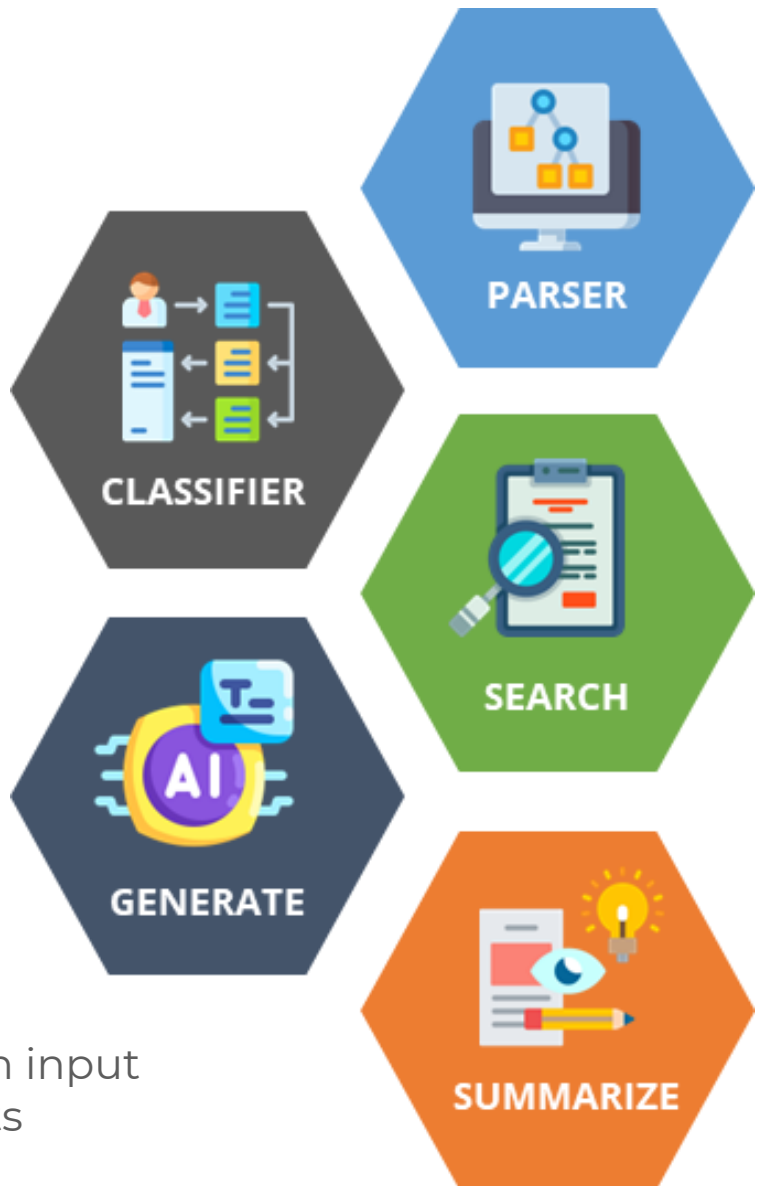 PARSER
CLASSIFIER
SEARCH
AI
T
GENERATE
SUMMARIZE
input